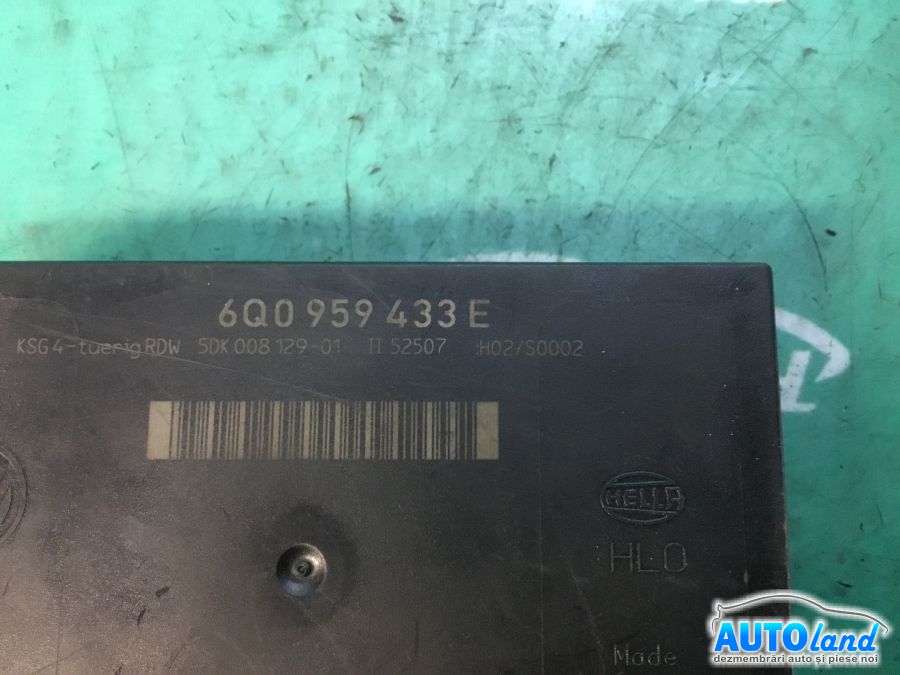 6Q0 959 433 E
KSG 4-tuerig RDW 5DK 008 129-01 II 52507 :H02/S0002
HELLA
HLO
Made
AUTOland
dezmembrări auto și piese noi